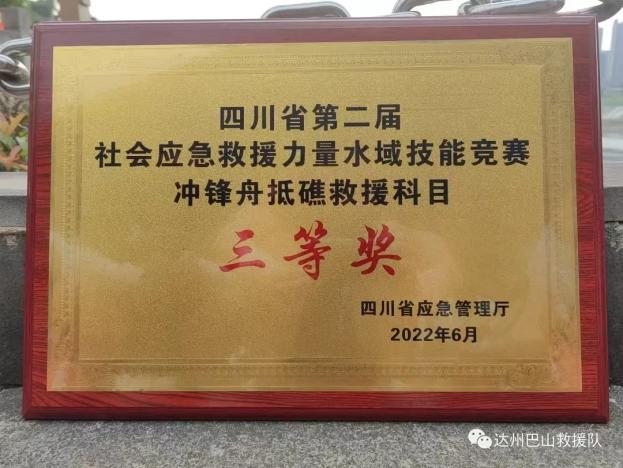 四川省第二届
社会应急救援力量水域技能竞赛
冲锋舟抵礁救援科目
三等奖
四川省应急管理厅
2022年6月
达州巴山救援队